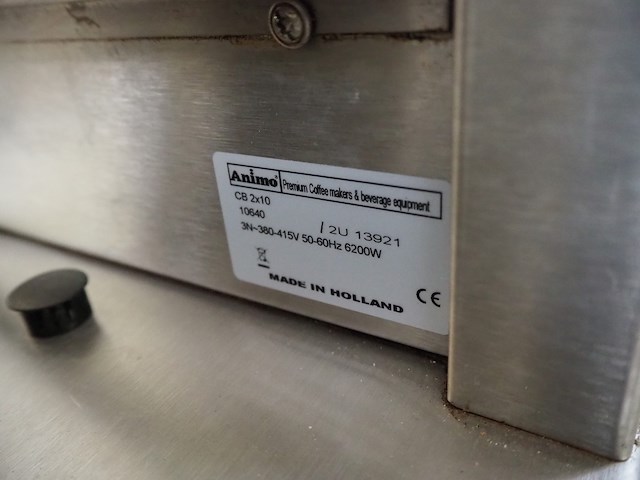 Animo Premium Coffee makers & beverage equipment
CB 2x10
10640 / 2U 13921
3N~380-415V 50-60Hz 6200W
MADE IN HOLLAND CE